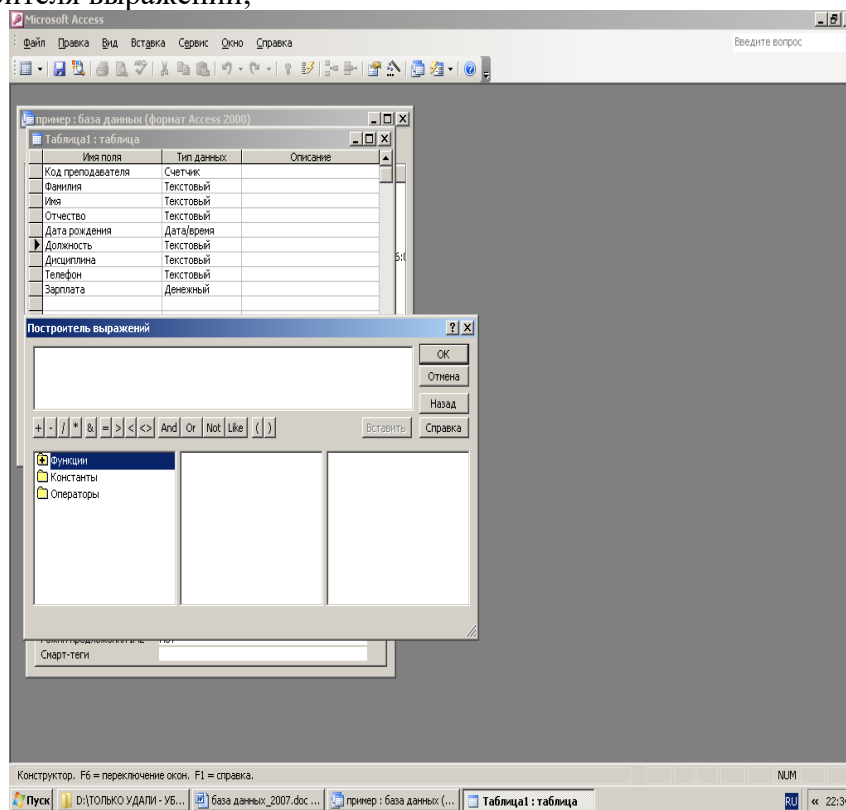 ителя выражений,
Microsoft Access
Файл Правка Вид Вставка Сервис Окно Справка
Введите вопрос
пример : база данных (формат Access 2000)
Таблица1 : таблица
Имя поля Тип данных Описание
Код преподавателя Счетчик
Фамилия Текстовый
Имя Текстовый
Отчество Текстовый
Дата рождения Дата/время
Должность Текстовый
Дисциплина Текстовый
Телефон Текстовый
Зарплата Денежный
Построитель выражений
OK
Отмена
Назад
+ - / * & = > < <> And Or Not Like ( ) Вставить Справка
Функции
Константы
Операторы
Смарт-теги
Конструктор. F6 = переключение окон. F1 = справка. NUM
Пуск D:\ТОЛЬКО УДАЛИ - УБ... база данных_2007.doc ... пример : база данных (... Таблица1 : таблица RU « 22:3